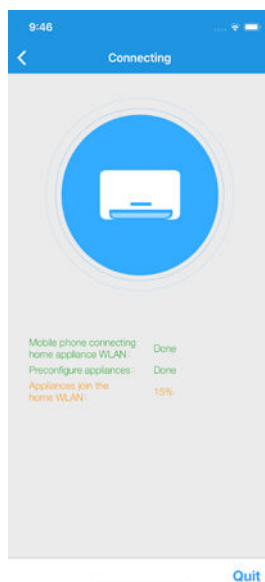 9:46
Connecting
Mobile phone connecting
home appliance WLAN :
Done
Preconfigure appliances :
Done
Appliances join the
home WLAN :
15%
Quit